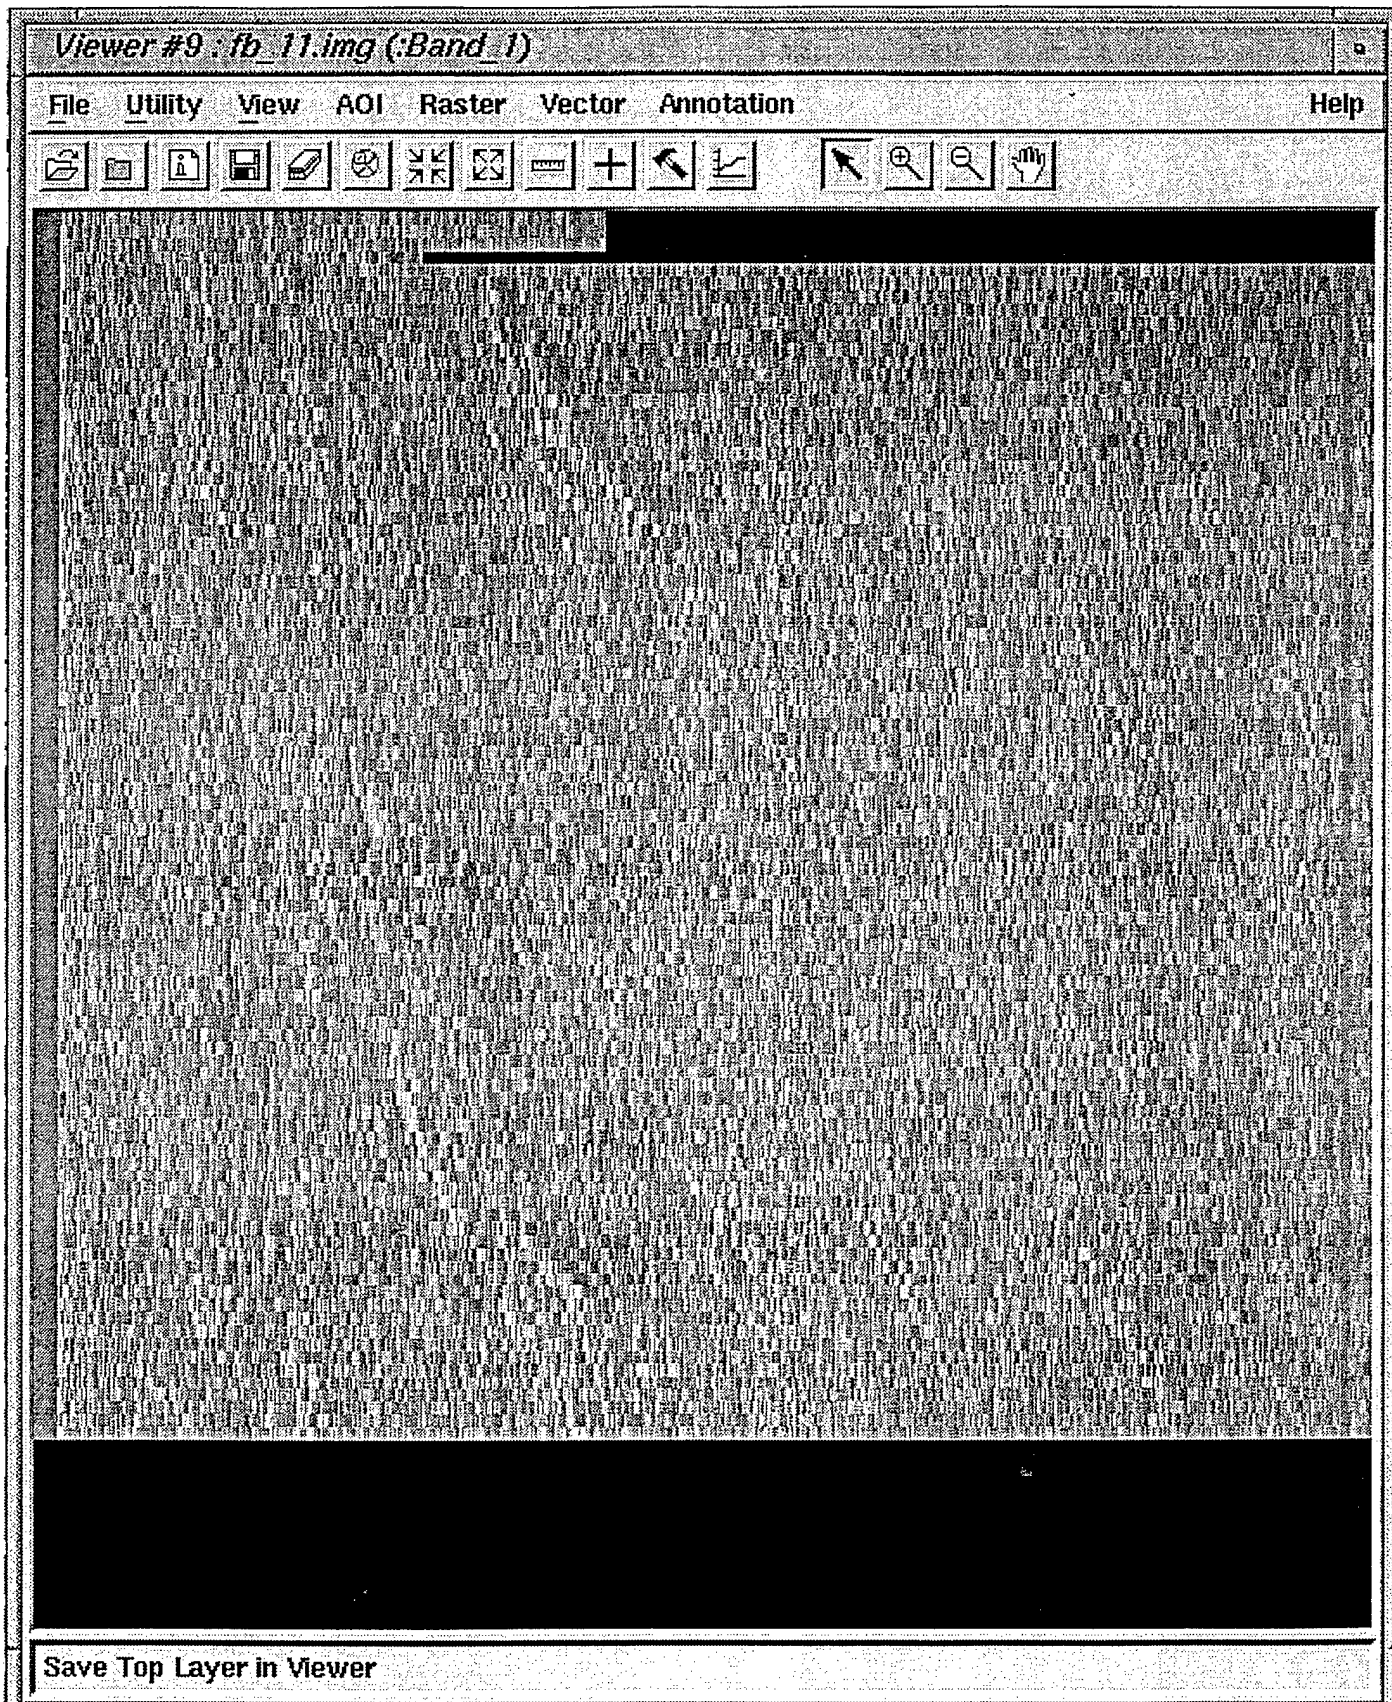 Viewer #9 : fb_11.img (:Band_1)
File Utility View AOI Raster Vector Annotation Help
Save Top Layer in Viewer